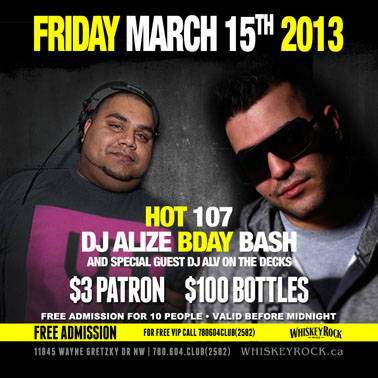 FRIDAY MARCH 15TH 2013
HOT 107
DJ ALIZE BDAY BASH
AND SPECIAL GUEST DJ ALV ON THE DECKS
$3 PATRON $100 BOTTLES
FREE ADMISSION FOR 10 PEOPLE • VALID BEFORE MIDNIGHT
FREE ADMISSION FOR FREE VIP CALL 780604CLUB(2582) WHISKEYROCK
11845 WAYNE GRETZKY DR NW | 780.604.CLUB(2582) WHISKEYROCK.ca